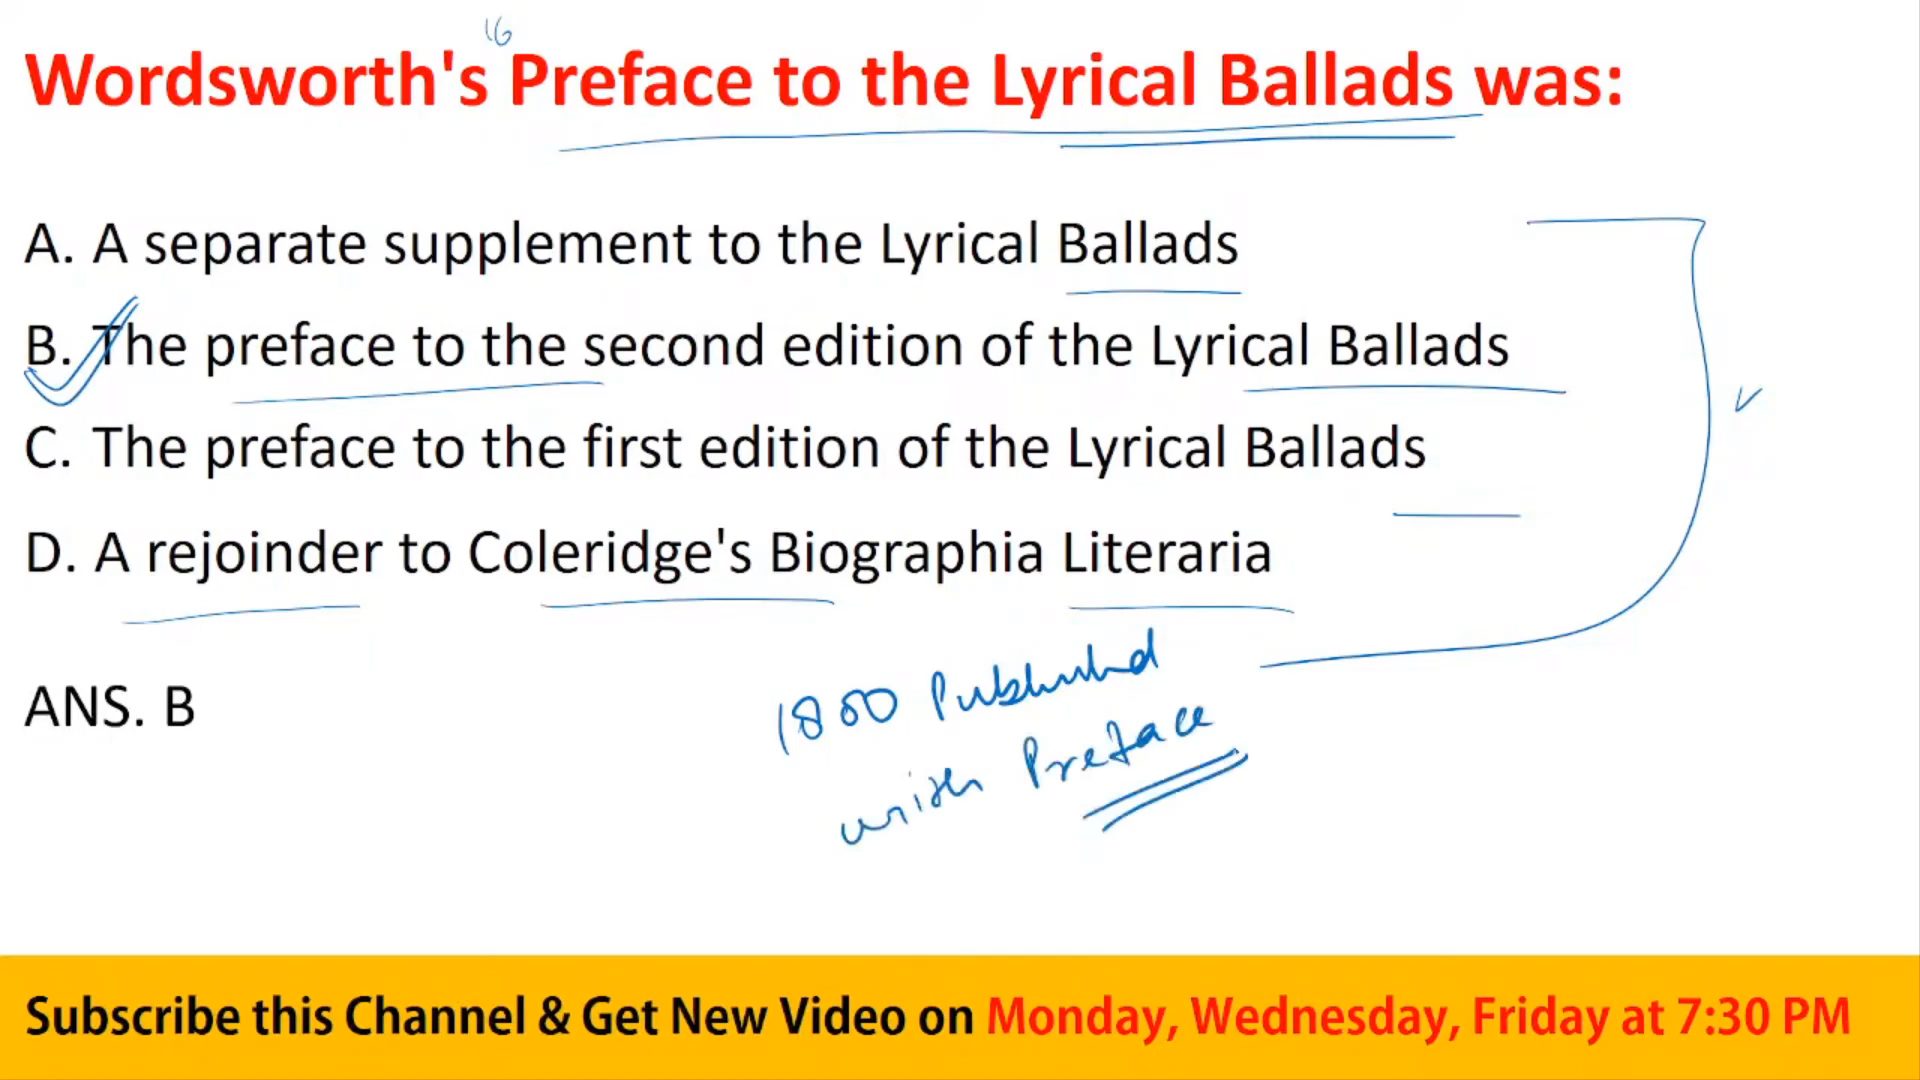 16
Wordsworth's Preface to the Lyrical Ballads was:
A. A separate supplement to the Lyrical Ballads
B. The preface to the second edition of the Lyrical Ballads
C. The preface to the first edition of the Lyrical Ballads
D. A rejoinder to Coleridge's Biographia Literaria
1800 Published
with Preface
ANS. B
Subscribe this Channel & Get New Video on Monday, Wednesday, Friday at 7:30 PM